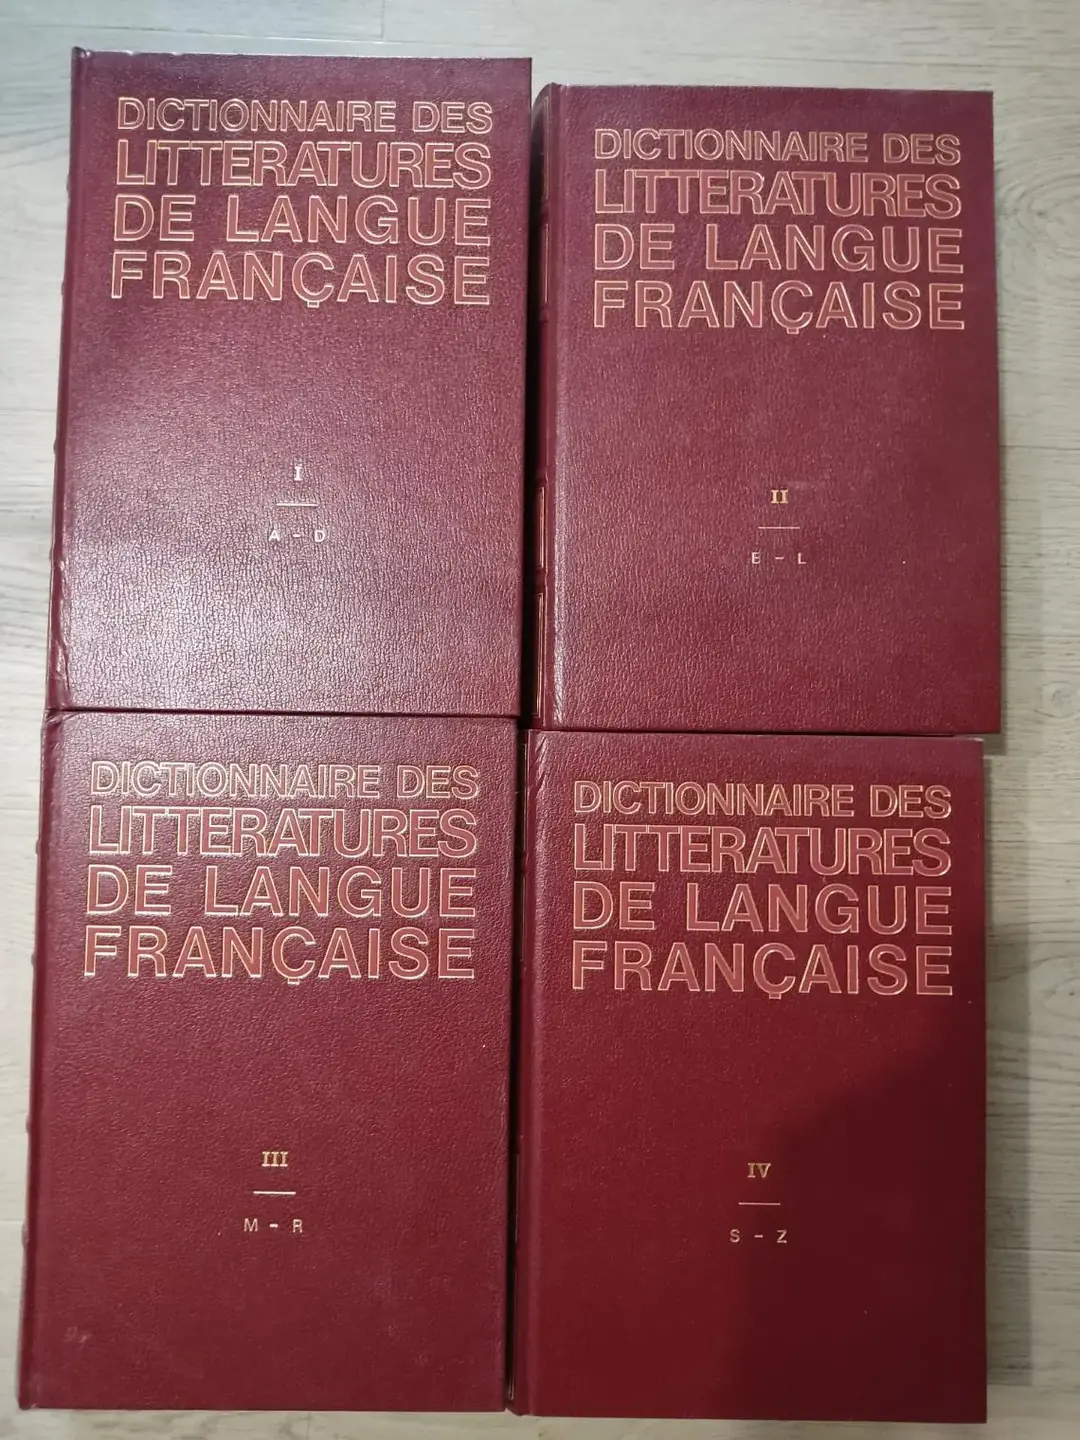 DICTIONNAIRE DES
LITTERATURES
DE LANGUE
FRANÇAISE
I
A - D
DICTIONNAIRE DES
LITTERATURES
DE LANGUE
FRANÇAISE
II
E - L
DICTIONNAIRE DES
LITTERATURES
DE LANGUE
FRANÇAISE
III
M - R
DICTIONNAIRE DES
LITTERATURES
DE LANGUE
FRANÇAISE
IV
S - Z